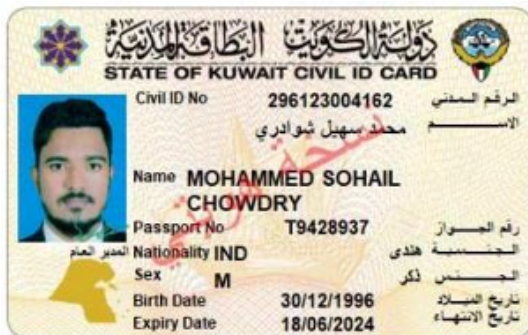 دولة الكويت البطاقة المدنية
STATE OF KUWAIT CIVIL ID CARD
Civil ID No 296123004162 الرقم المدني
الاسم محمد سهيل شوادري
Name MOHAMMED SOHAIL
CHOWDRY
Passport No T9428937 رقم الجواز
المدير العام Nationality IND الجنسية هندي
Sex M الجنس ذكر
Birth Date 30/12/1996 تاريخ الميلاد
Expiry Date 18/06/2024 تاريخ الانتهاء